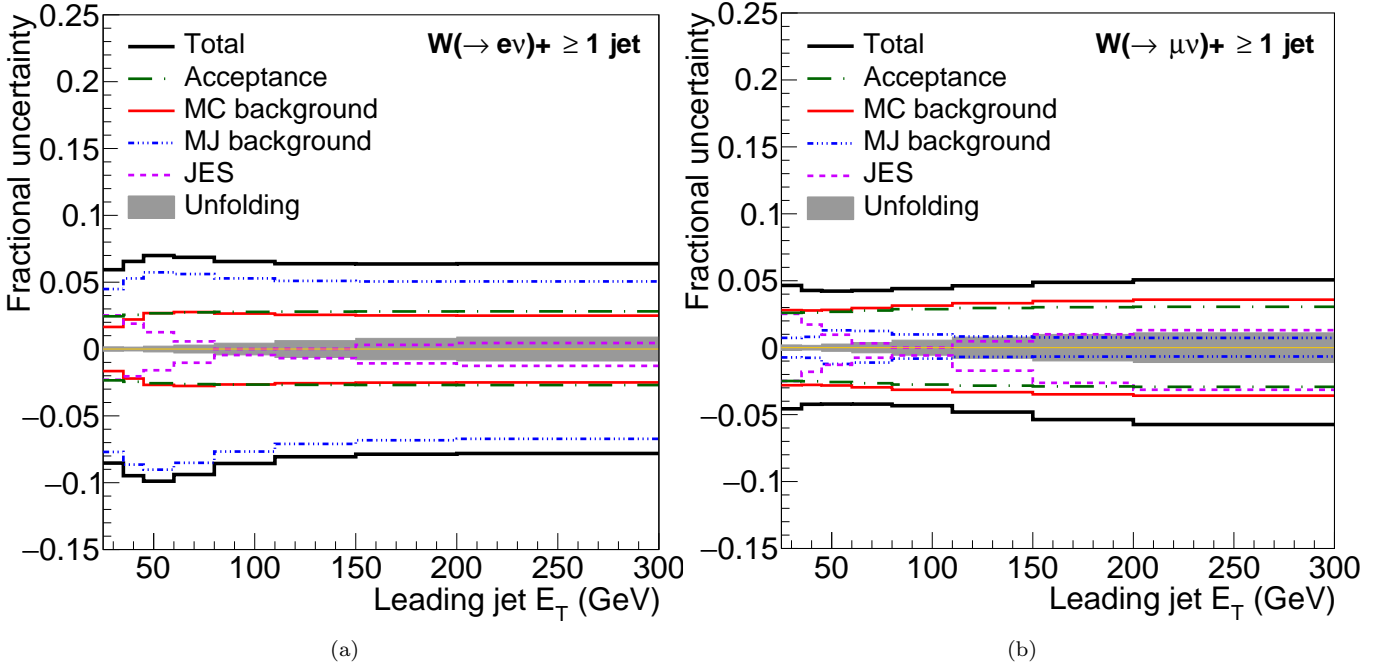 Fractional uncertainty
0.25
0.2
0.15
0.1
0.05
0
−0.05
−0.1
−0.15
W(→ eν)+ ≥ 1 jet
Total
Acceptance
MC background
MJ background
JES
Unfolding
50 100 150 200 250 300
Leading jet E_T (GeV)
(a)
Fractional uncertainty
0.25
0.2
0.15
0.1
0.05
0
−0.05
−0.1
−0.15
W(→ μν)+ ≥ 1 jet
Total
Acceptance
MC background
MJ background
JES
Unfolding
50 100 150 200 250 300
Leading jet E_T (GeV)
(b)